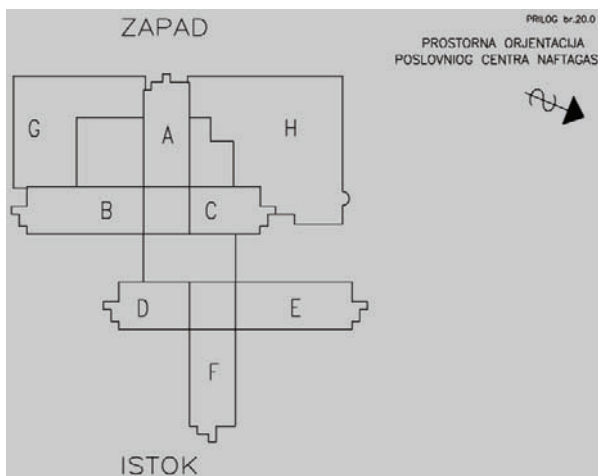 ZAPAD
PRILOG br.20.0
PROSTORNA ORJENTACIJA
POSLOVNIOG CENTRA NAFTAGAS
G
A
H
B
C
D
E
F
ISTOK